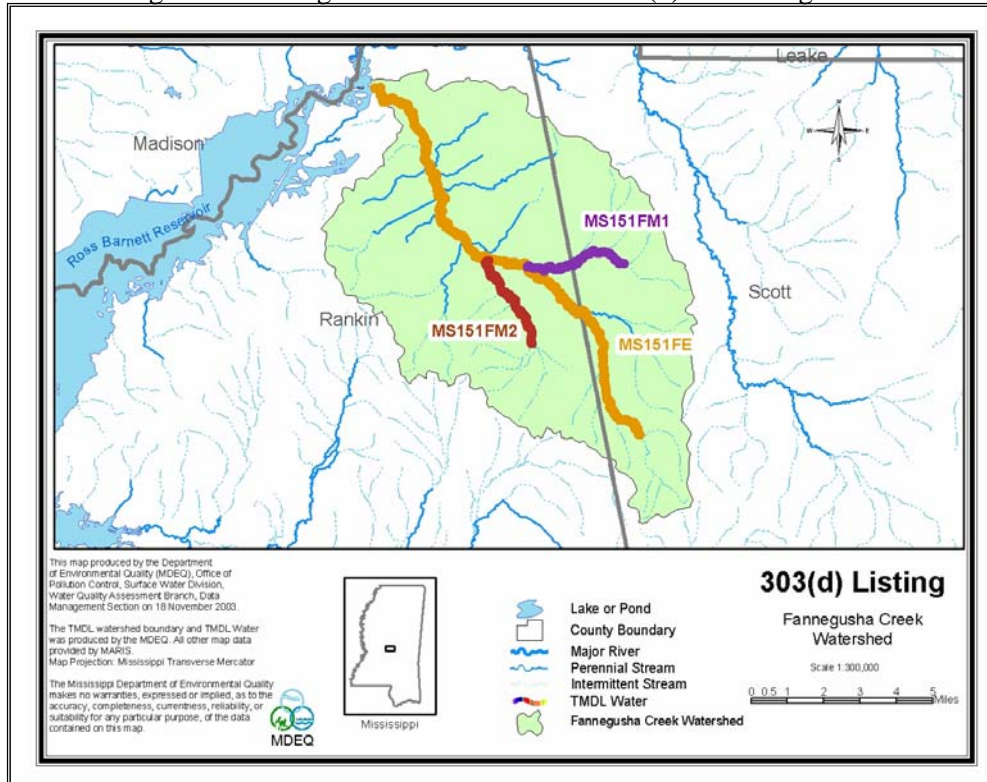 Leake
Madison
Ross Barnett Reservoir
MS151FM1
Scott
Rankin
MS151FM2
MS151FE
This map produced by the Department
of Environmental Quality (MDEQ), Office of
Pollution Control, Surface Water Division,
Water Quality Assessment Branch, Data
Management Section on 18 November 2003.
The TMDL watershed boundary and TMDL Water
was produced by the MDEQ. All other map data
provided by MARIS.
Map Projection: Mississippi Transverse Mercator
The Mississippi Department of Environmental Quality
makes no warranties, expressed or implied, as to the
accuracy, completeness, currentness, reliability, or
suitability for any particular purpose, of the data
contained on this map.
MDEQ
Mississippi
Lake or Pond
County Boundary
Major River
Perennial Stream
Intermittent Stream
TMDL Water
Fannegusha Creek Watershed
303(d) Listing
Fannegusha Creek
Watershed
Scale 1:300,000
0 0.5 1 2 3 4 5
Miles
N
W E
S